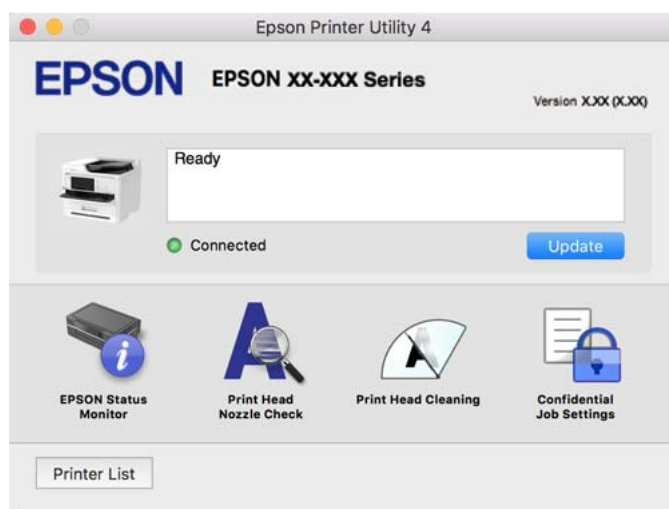 Epson Printer Utility 4
EPSON
EPSON XX-XXX Series
Version X.XX (X.XX)
Ready
Connected
Update
EPSON Status
Monitor
Print Head
Nozzle Check
Print Head Cleaning
Confidential
Job Settings
Printer List